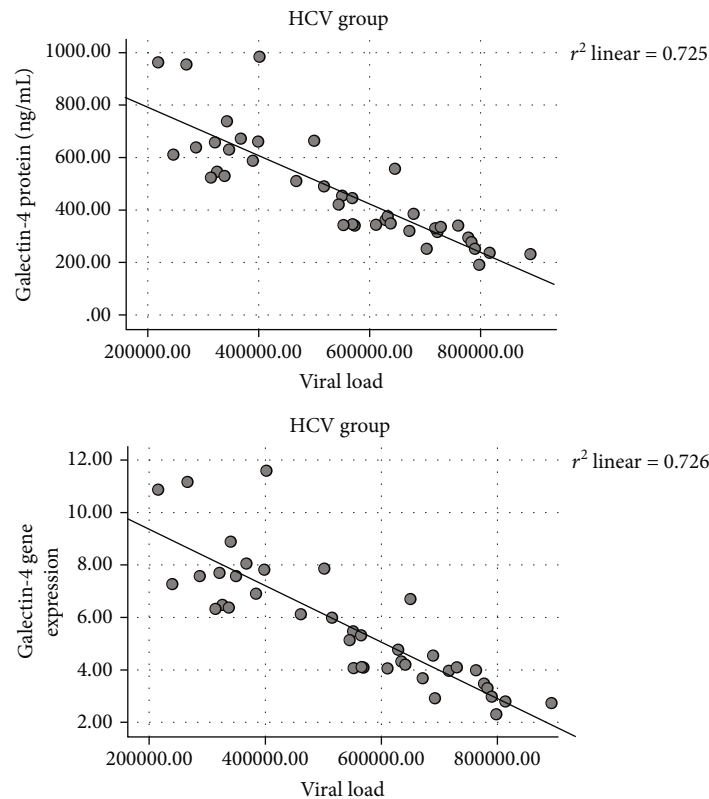 HCV group
r² linear = 0.725
Galectin-4 protein (ng/mL)
1000.00
800.00
600.00
400.00
200.00
.00
200000.00 400000.00 600000.00 800000.00
Viral load
HCV group
r² linear = 0.726
Galectin-4 gene
expression
12.00
10.00
8.00
6.00
4.00
2.00
200000.00 400000.00 600000.00 800000.00
Viral load